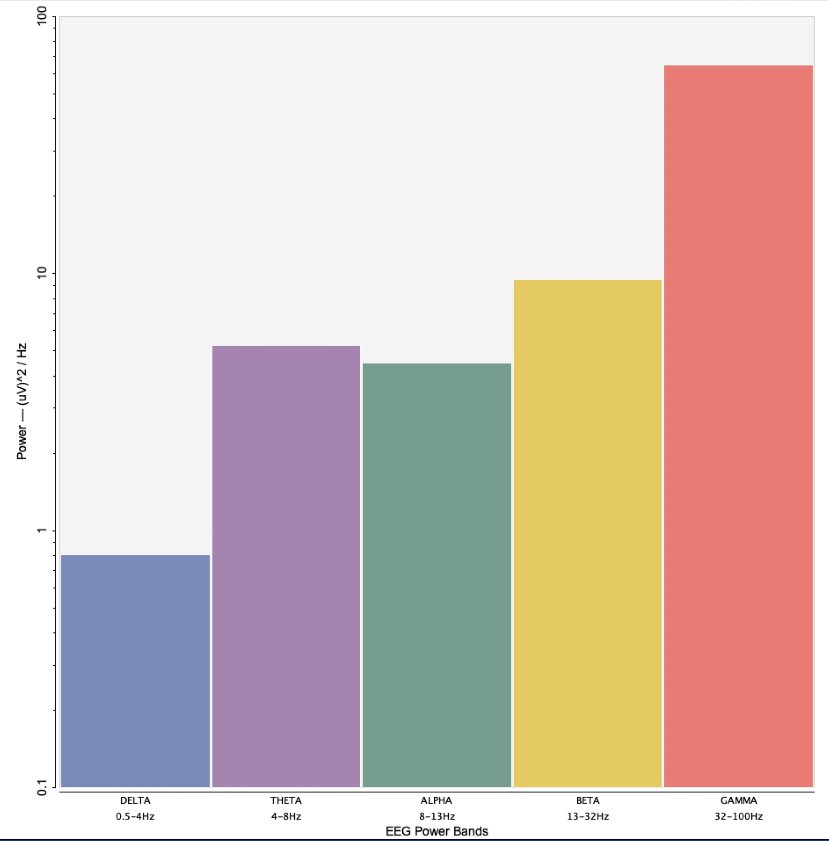 100
10
1
0.1
Power — (uV)^2 / Hz
DELTA THETA ALPHA BETA GAMMA
0.5-4Hz 4-8Hz 8-13Hz 13-32Hz 32-100Hz
EEG Power Bands